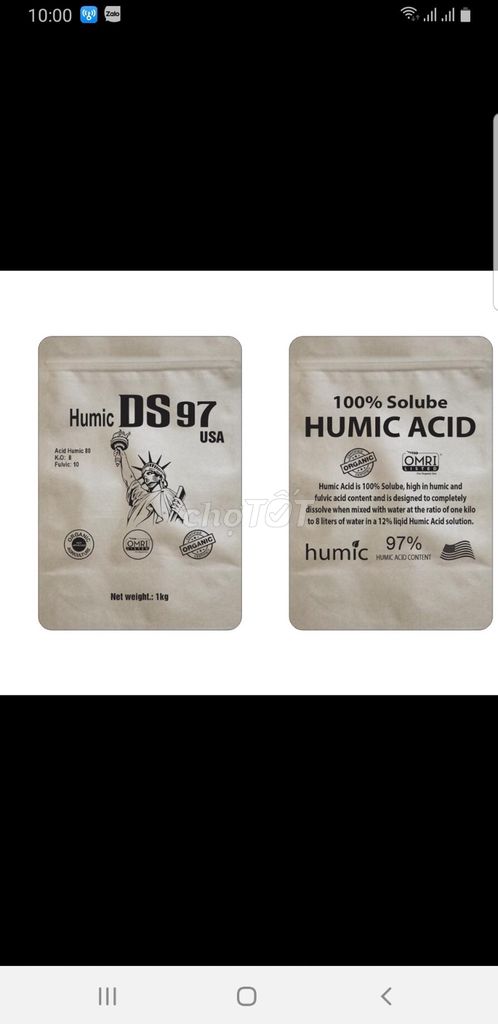 10:00
Zalo
Humic DS 97
USA
Acid Humic 80
K2O: 8
Fulvic: 10
ORGANIC
AGRICULTURE
OMRI
LISTED
ORGANIC
Net weight.: 1kg
100% Solube
HUMIC ACID
ORGANIC
OMRI
LISTED
Humic Acid is 100% Solube, high in humic and
fulvic acid content and is designed to completely
dissolve when mixed with water at the ratio of one kilo
to 8 liters of water in a 12% liqid Humic Acid solution.
humic
97%
HUMIC ACID CONTENT
chợTỐT